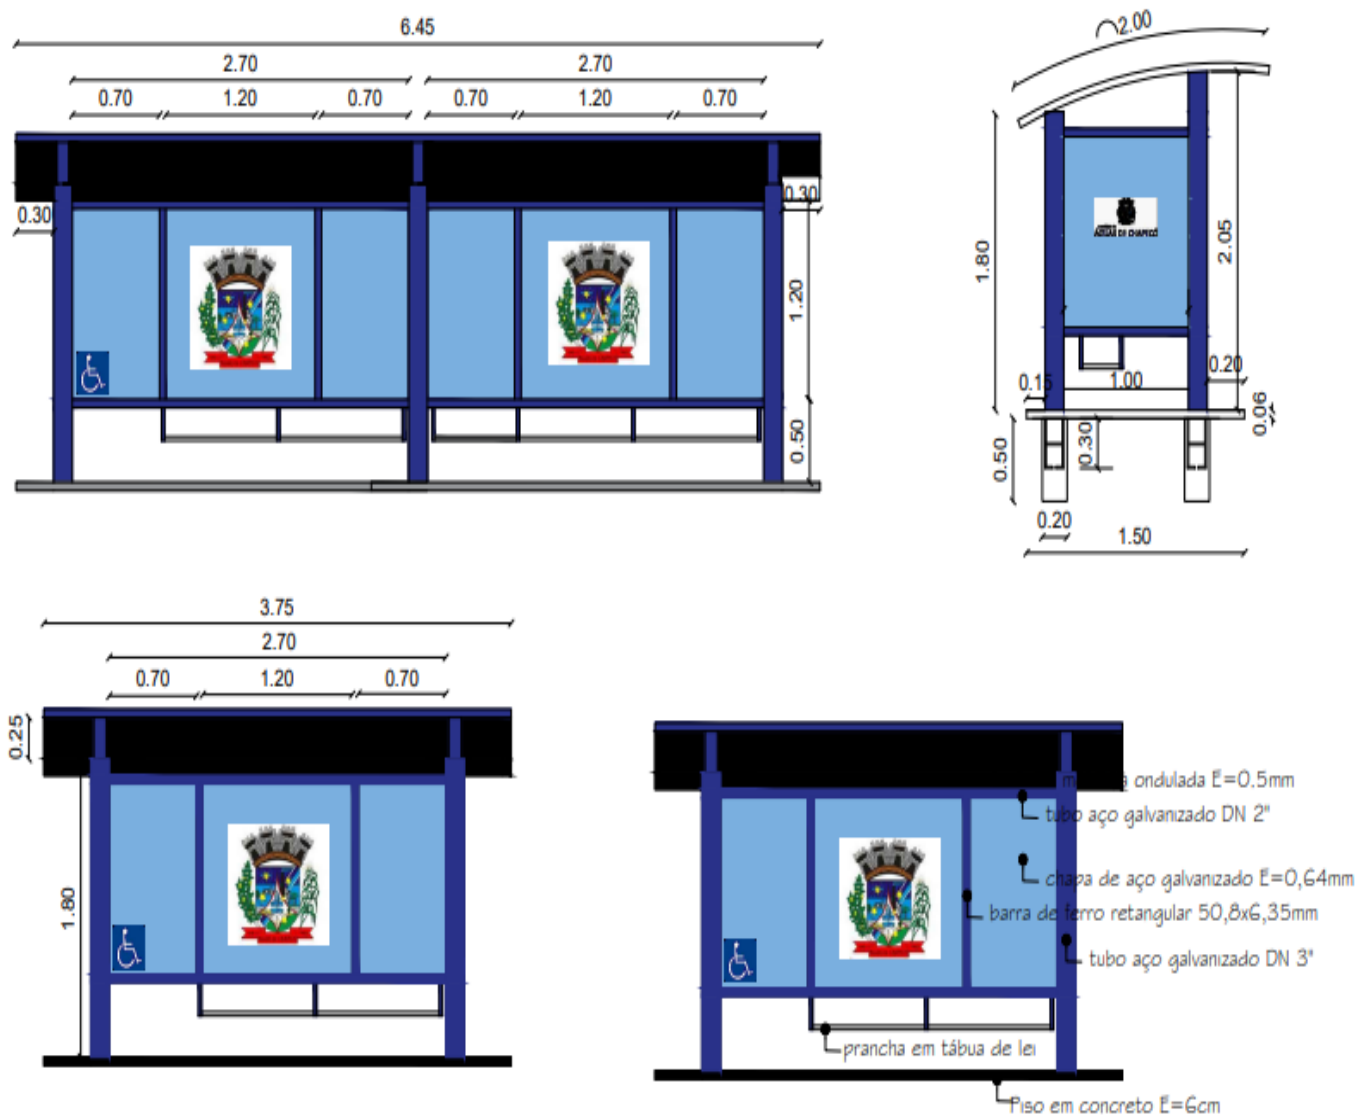 6.45
2.70 2.70
0.70 1.20 0.70 0.70 1.20 0.70
0.30
0.30
1.20
0.50
2.00
1.80
2.05
ÁGUAS DE CHAPECÓ
0.20
0.15 1.00
0.06
0.50
0.30
0.20
1.50
3.75
2.70
0.70 1.20 0.70
0.25
1.80
ondulada E=0.5mm
tubo aço galvanizado DN 2"
chapa de aço galvanizado E=0,64mm
barra de ferro retangular 50,8x6,35mm
tubo aço galvanizado DN 3"
prancha em tábua de lei
Piso em concreto E=6cm